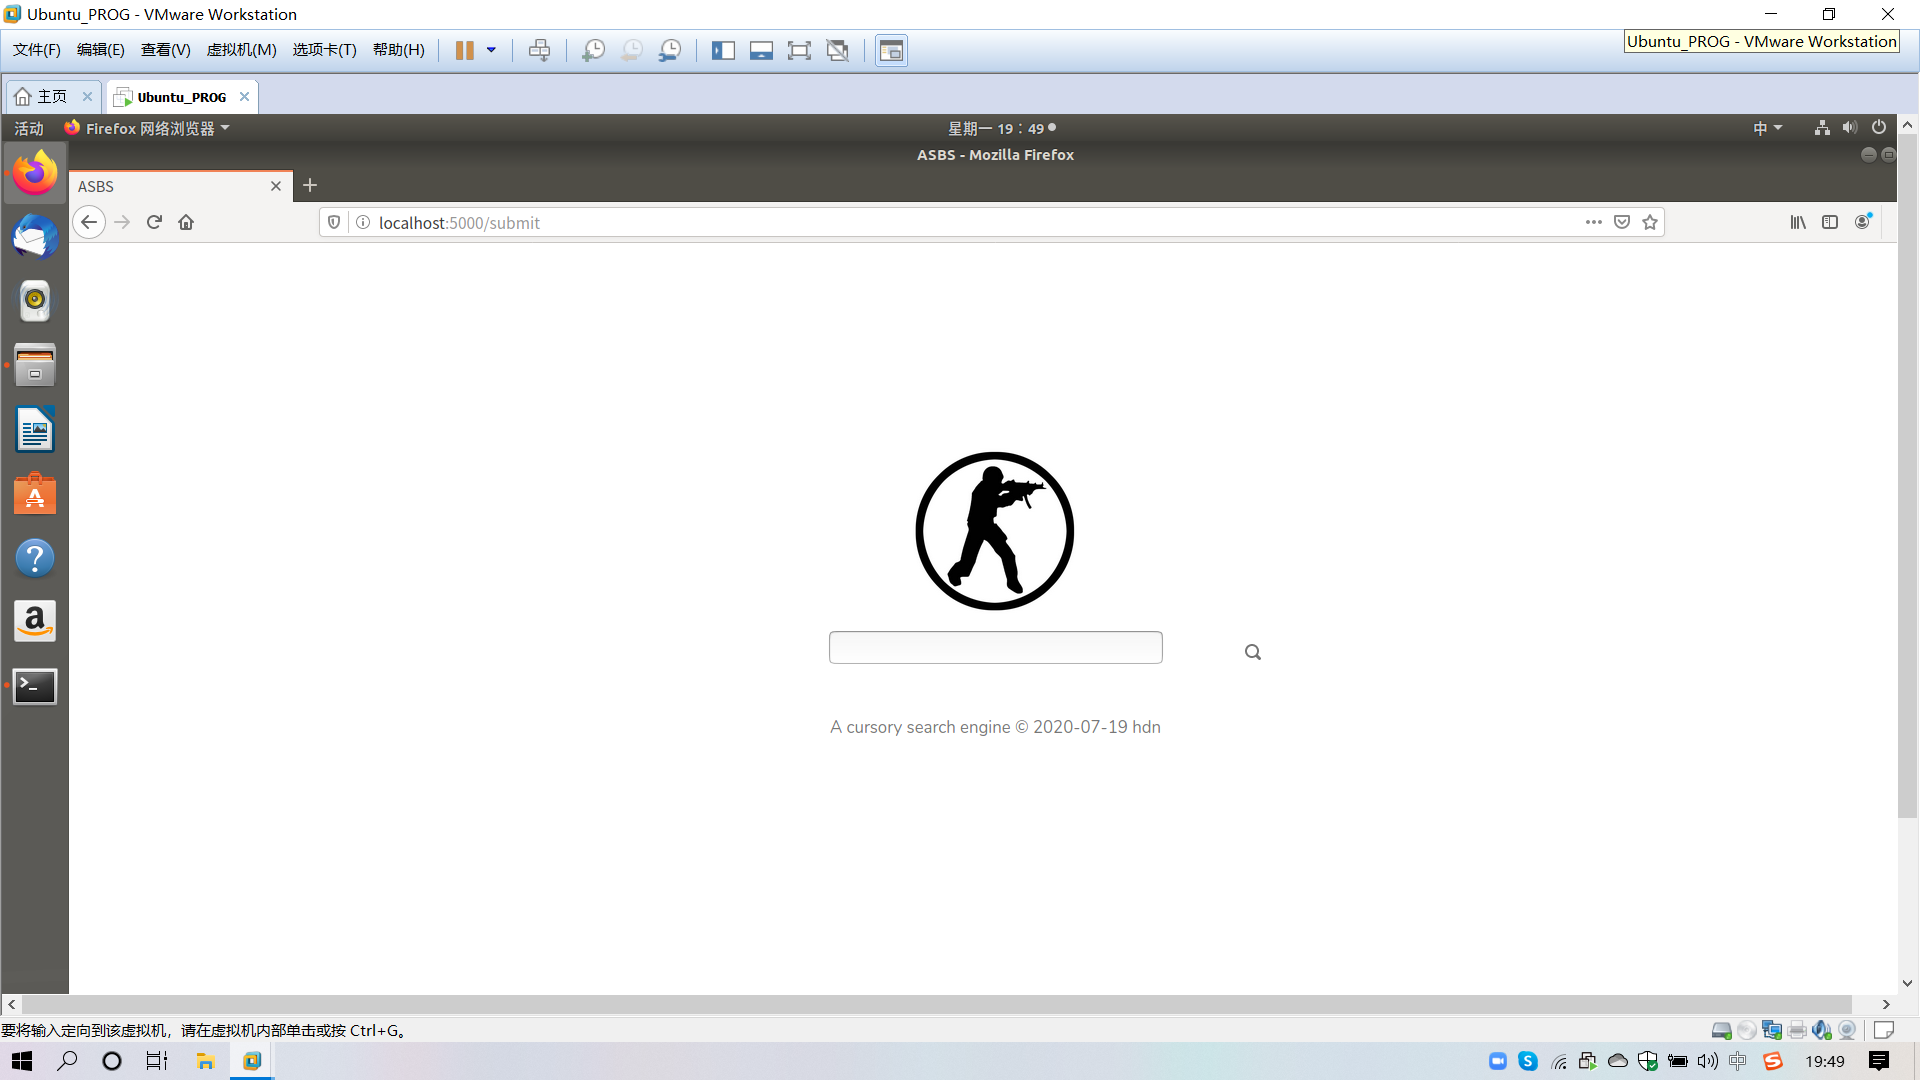 Ubuntu_PROG - VMware Workstation
文件(F) 编辑(E) 查看(V) 虚拟机(M) 选项卡(T) 帮助(H)
Ubuntu_PROG - VMware Workstation
主页 Ubuntu_PROG
活动 Firefox 网络浏览器 星期一 19：49 中
ASBS - Mozilla Firefox
ASBS
localhost:5000/submit
A cursory search engine © 2020-07-19 hdn
要将输入定向到该虚拟机，请在虚拟机内部单击或按 Ctrl+G。
中 19:49